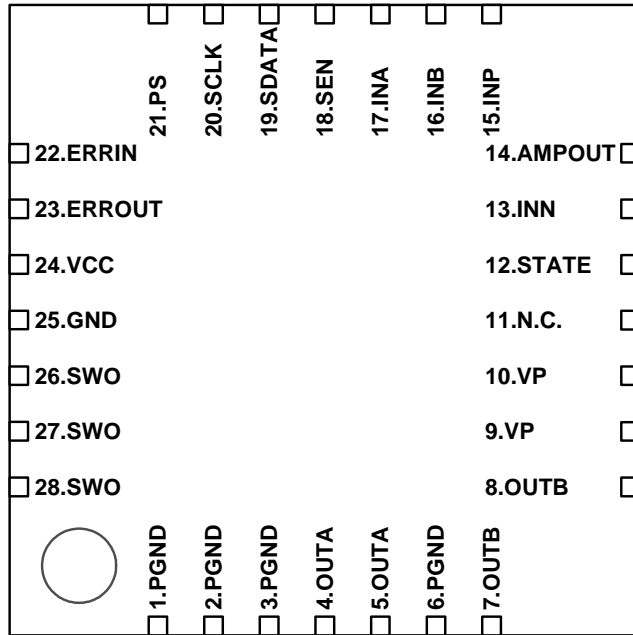 21.PS
20.SCLK
19.SDATA
18.SEN
17.INA
16.INB
15.INP
22.ERRIN
14.AMPOUT
23.ERROUT
13.INN
24.VCC
12.STATE
25.GND
11.N.C.
26.SWO
10.VP
27.SWO
9.VP
28.SWO
8.OUTB
1.PGND
2.PGND
3.PGND
4.OUTA
5.OUTA
6.PGND
7.OUTB